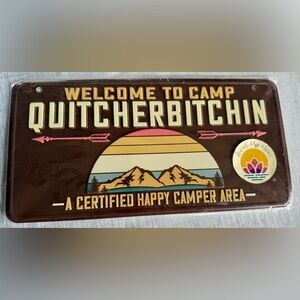 WELCOME TO CAMP
QUITCHERBITCHIN
A CERTIFIED HAPPY CAMPER AREA